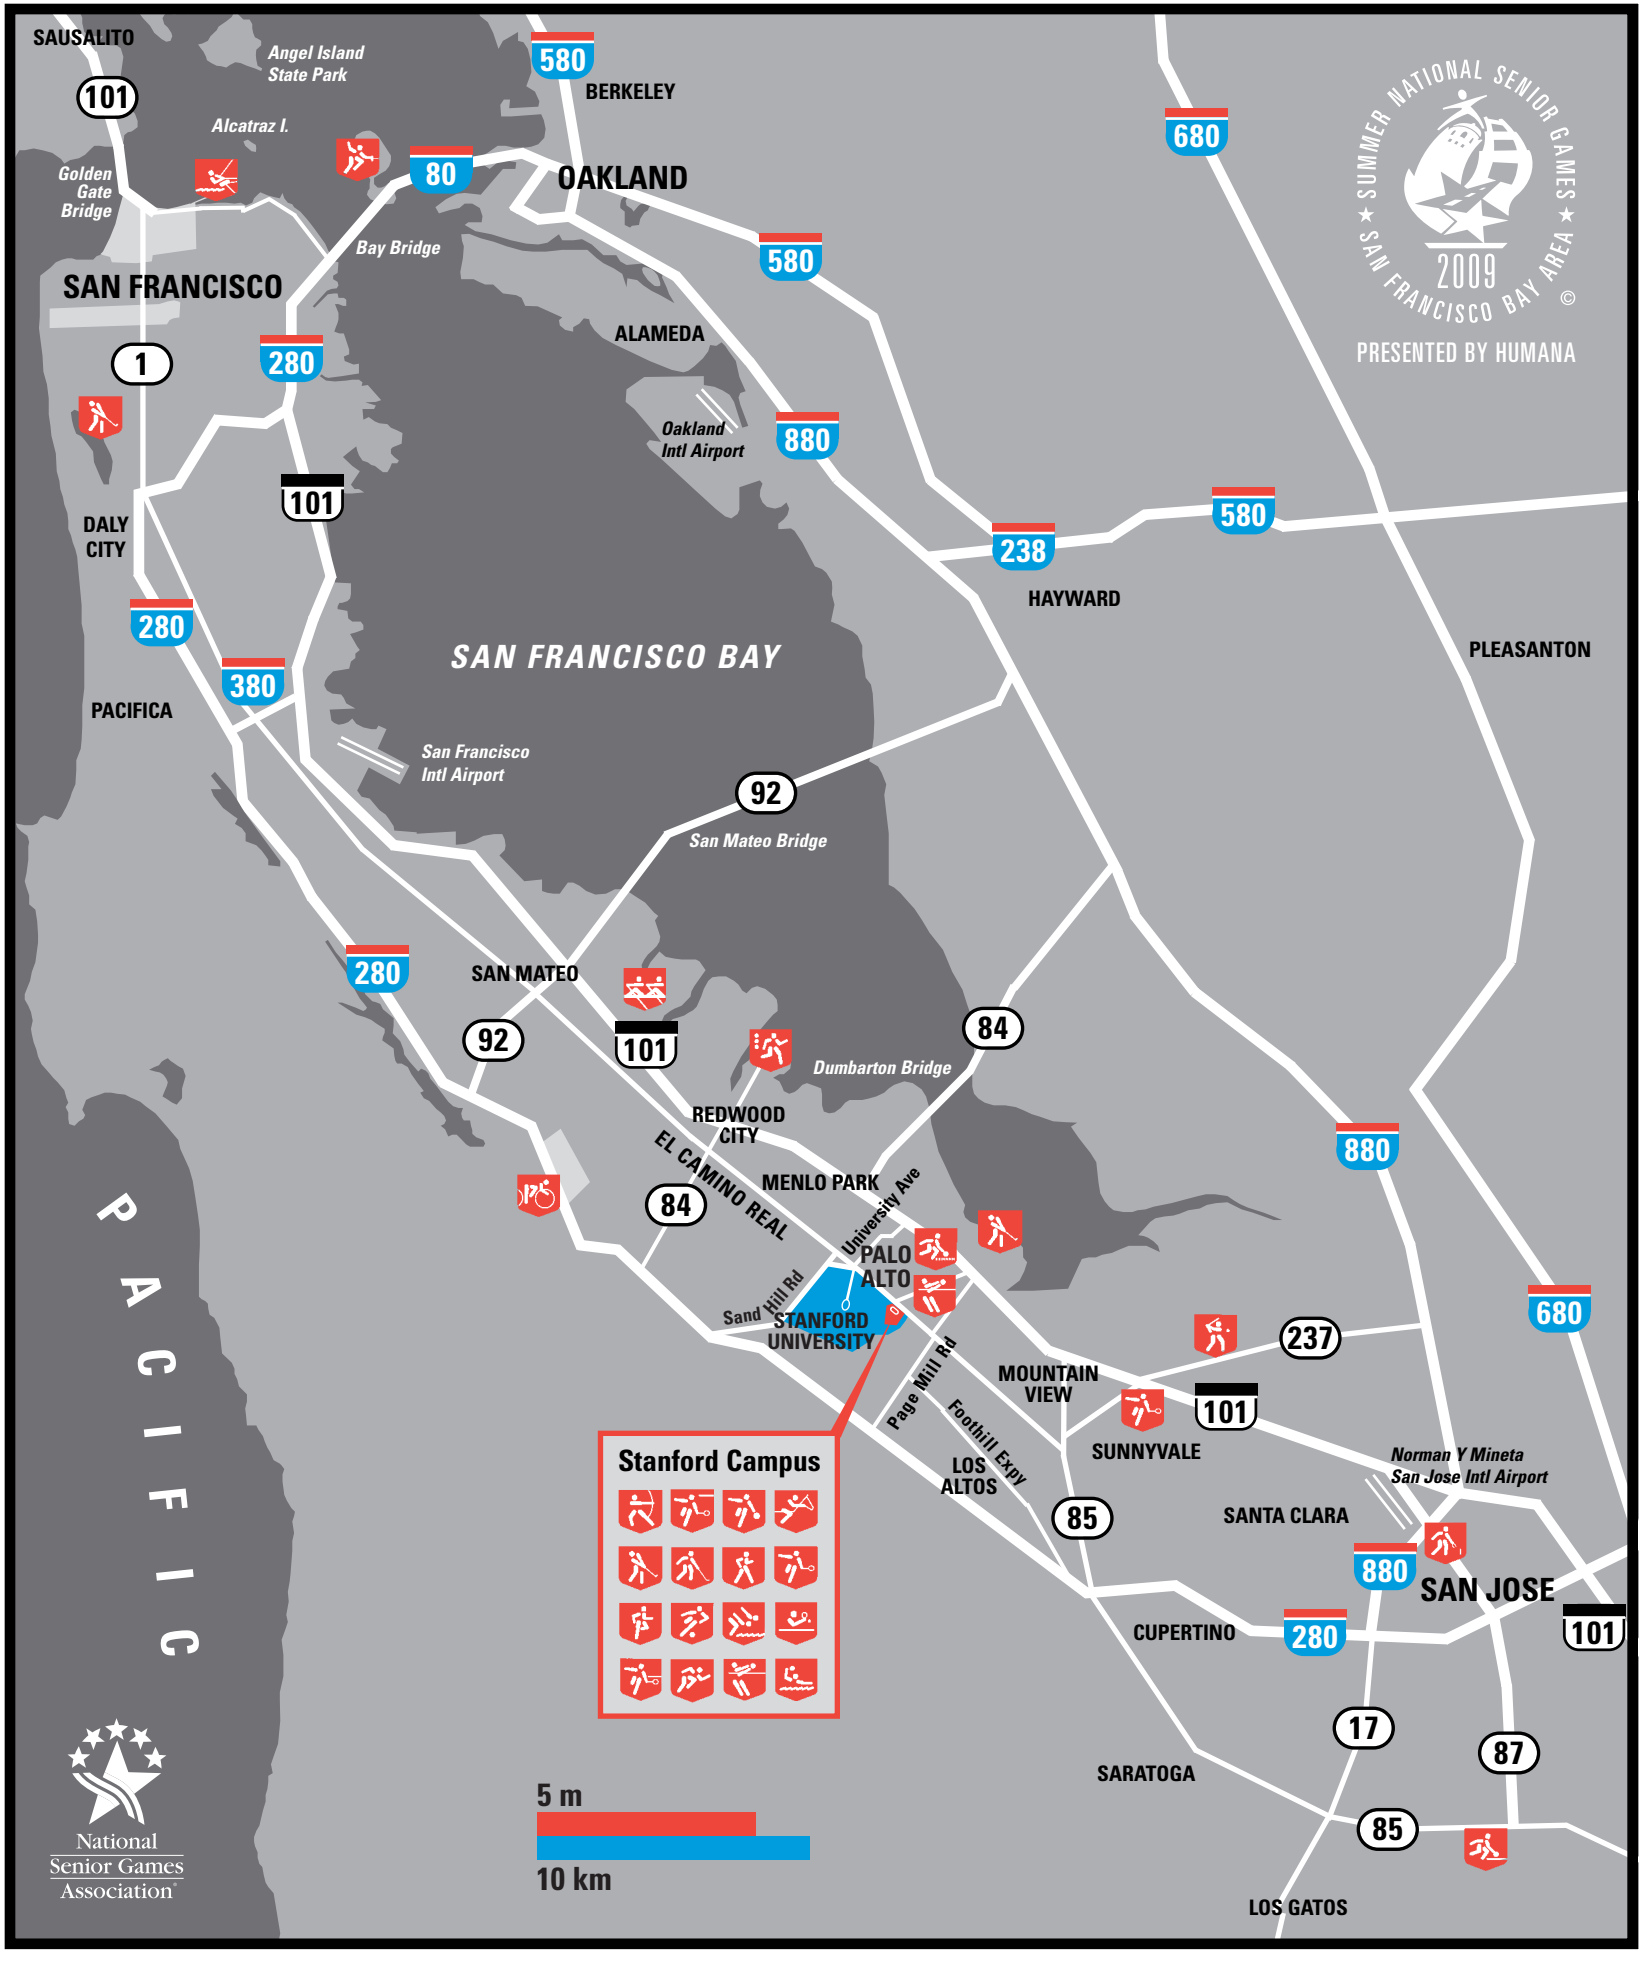 SAUSALITO
Angel Island
State Park
580
BERKELEY
101
Alcatraz I.
680
SUMMER NATIONAL SENIOR GAMES
SAN FRANCISCO BAY AREA
2009
©
PRESENTED BY HUMANA
Golden
Gate
Bridge
80
OAKLAND
Bay Bridge
580
SAN FRANCISCO
ALAMEDA
1
280
Oakland
Intl Airport
880
101
580
DALY
CITY
238
HAYWARD
280
SAN FRANCISCO BAY
PLEASANTON
380
PACIFICA
San Francisco
Intl Airport
92
San Mateo Bridge
280
SAN MATEO
92
101
84
Dumbarton Bridge
REDWOOD
CITY
EL CAMINO REAL
880
MENLO PARK
University Ave
84
PALO
ALTO
Sand Hill Rd
STANFORD
UNIVERSITY
680
237
Page Mill Rd
MOUNTAIN
VIEW
101
Foothill Expy
SUNNYVALE
Stanford Campus
LOS
ALTOS
Norman Y Mineta
San Jose Intl Airport
85
SANTA CLARA
880
SAN JOSE
CUPERTINO
280
101
PACIFIC
17
87
SARATOGA
85
LOS GATOS
5 m
10 km
National
Senior Games
Association